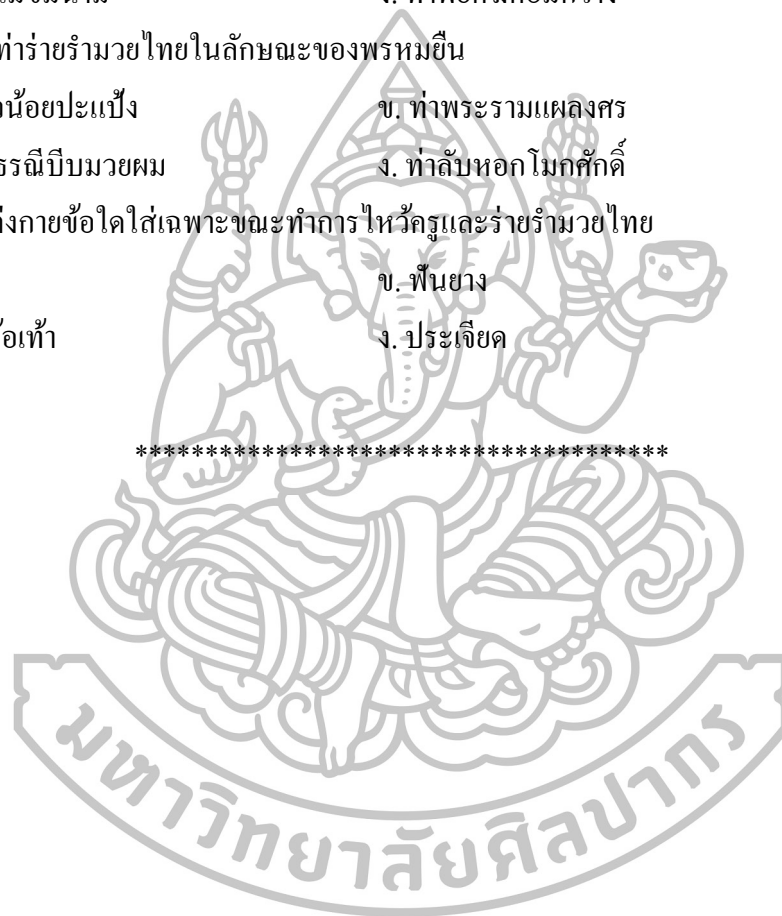 ท่าร่ายรำมวยไทยในลักษณะของพรหมยืน
น้อยปะแป้ง ข. ท่าพระรามแผลงศร
ธรณีบีบมวยผม ง. ท่าลับหอกโมกศักดิ์
งกายข้อใดใส่เฉพาะขณะทำการไหว้ครูและร่ายรำมวยไทย
ข. ฟันยาง
อเท้า ง. ประเจียด
**************************************
มหาวิทยาลัยศิลปากร